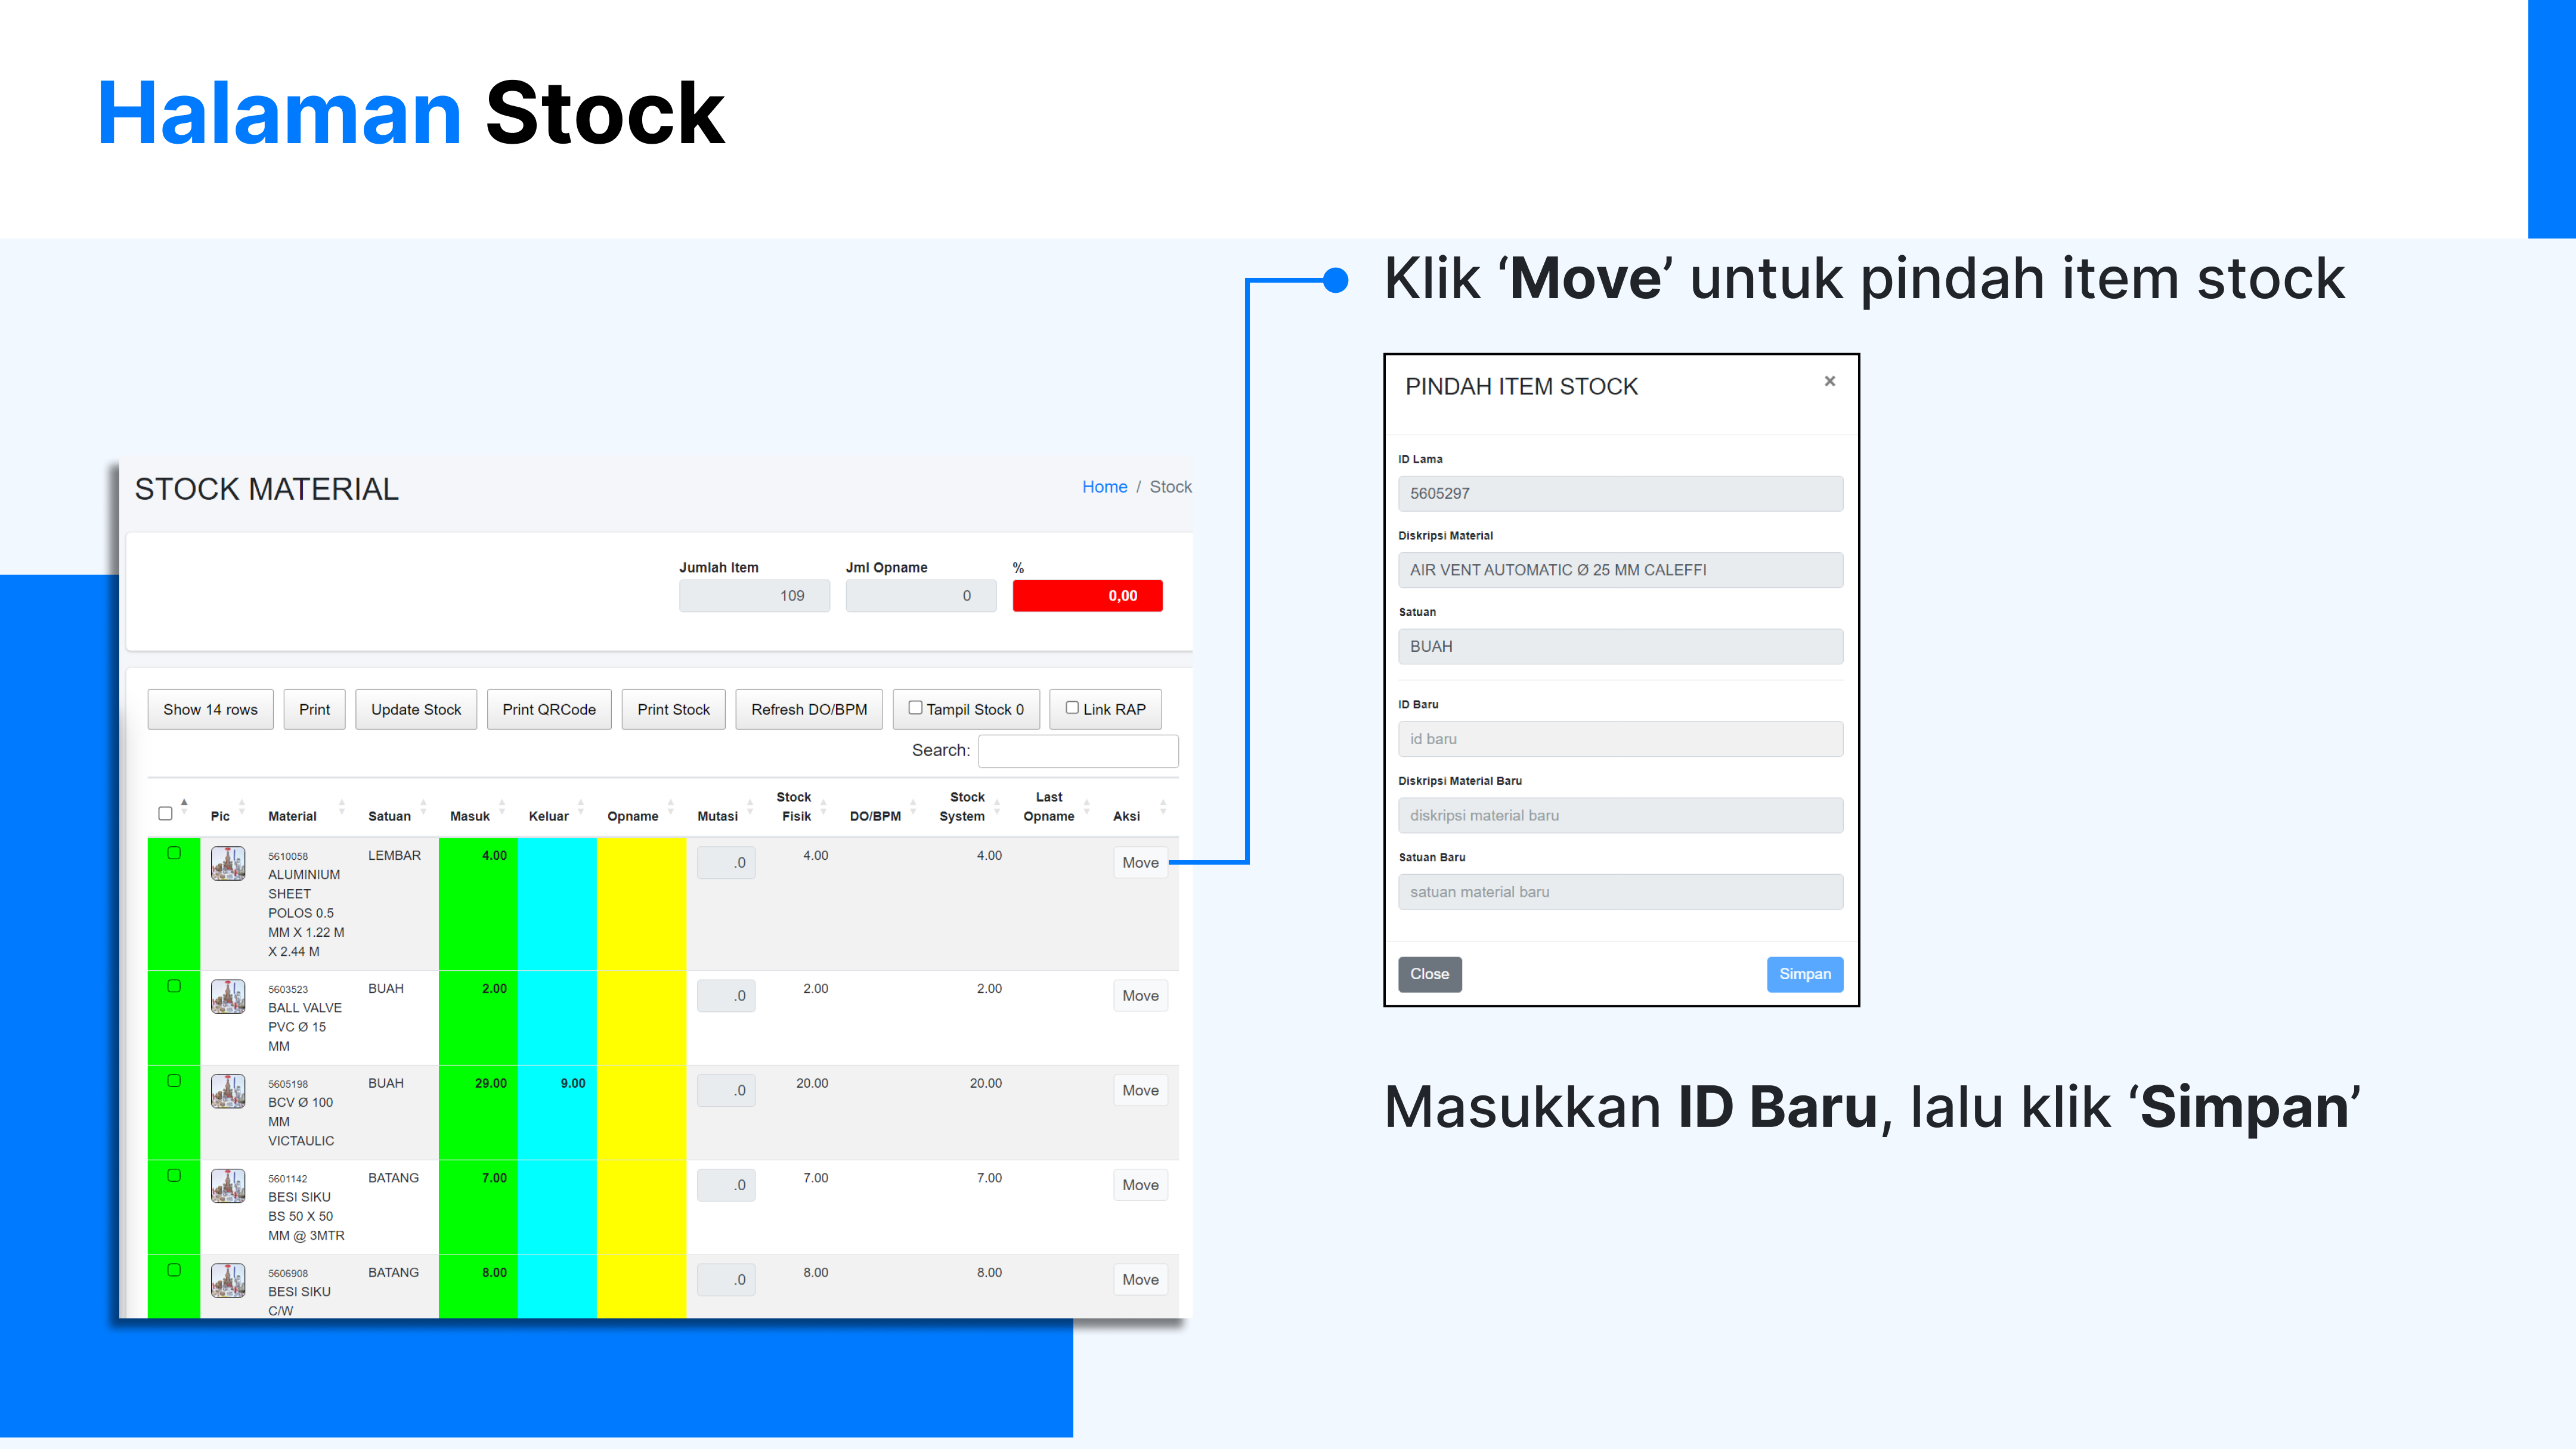 Halaman Stock
Klik ‘Move’ untuk pindah item stock
STOCK MATERIAL
Home / Stock
Jumlah Item
Jml Opname
%
109
0
0,00
Show 14 rows
Print
Update Stock
Print QRCode
Print Stock
Refresh DO/BPM
Tampil Stock 0
Link RAP
Search:
Pic
Material
Satuan
Masuk
Keluar
Opname
Mutasi
Stock
Fisik
DO/BPM
Stock
System
Last
Opname
Aksi
5610058
ALUMINIUM
SHEET
POLOS 0.5
MM X 1.22 M
X 2.44 M
LEMBAR
4.00
.0
4.00
4.00
Move
5603523
BALL VALVE
PVC Ø 15
MM
BUAH
2.00
.0
2.00
2.00
Move
5605198
BCV Ø 100
MM
VICTAULIC
BUAH
29.00
9.00
.0
20.00
20.00
Move
5601142
BESI SIKU
BS 50 X 50
MM @ 3MTR
BATANG
7.00
.0
7.00
7.00
Move
5606908
BESI SIKU
C/W
BATANG
8.00
.0
8.00
8.00
Move
PINDAH ITEM STOCK
×
ID Lama
5605297
Diskripsi Material
AIR VENT AUTOMATIC Ø 25 MM CALEFFI
Satuan
BUAH
ID Baru
id baru
Diskripsi Material Baru
diskripsi material baru
Satuan Baru
satuan material baru
Close
Simpan
Masukkan ID Baru, lalu klik ‘Simpan’